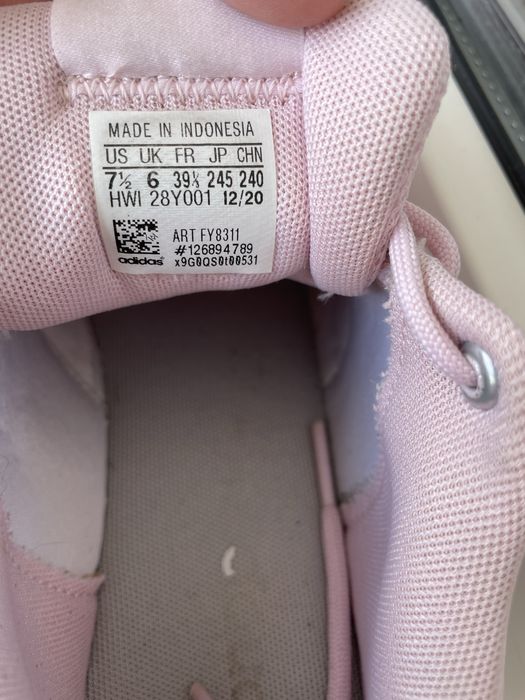 MADE IN INDONESIA
US UK FR JP CHN
7½ 6 39⅓ 245 240
HWI 28Y001 12/20
ART FY8311
#126894789
adidas x9G0QS0t00531